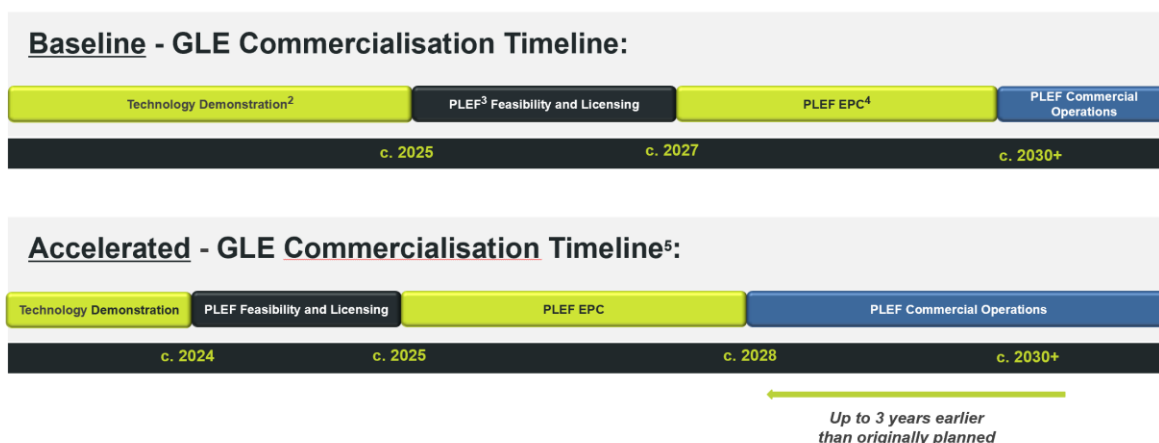 Baseline - GLE Commercialisation Timeline:
Technology Demonstration²
PLEF³ Feasibility and Licensing
PLEF EPC⁴
PLEF Commercial
Operations
c. 2025
c. 2027
c. 2030+
Accelerated - GLE Commercialisation Timeline⁵:
Technology Demonstration
PLEF Feasibility and Licensing
PLEF EPC
PLEF Commercial Operations
c. 2024
c. 2025
c. 2028
c. 2030+
Up to 3 years earlier
than originally planned